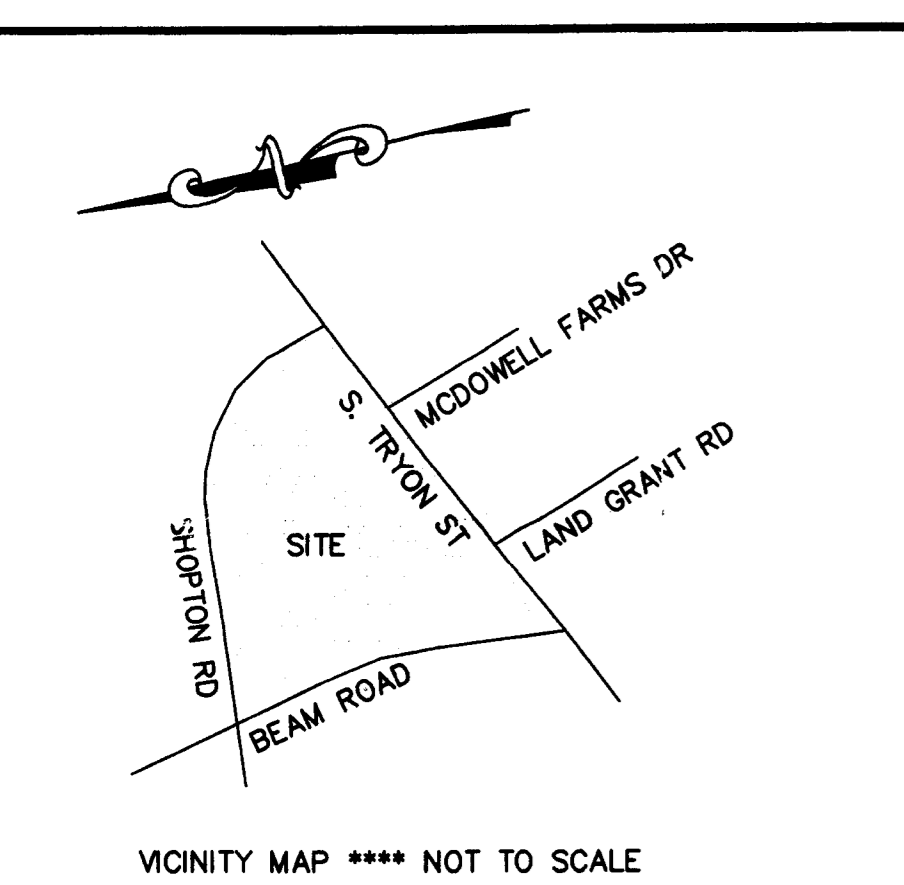 N
MCDOWELL FARMS DR
S. TRYON ST
LAND GRANT RD
SITE
SHOPTON RD
BEAM ROAD
VICINITY MAP **** NOT TO SCALE